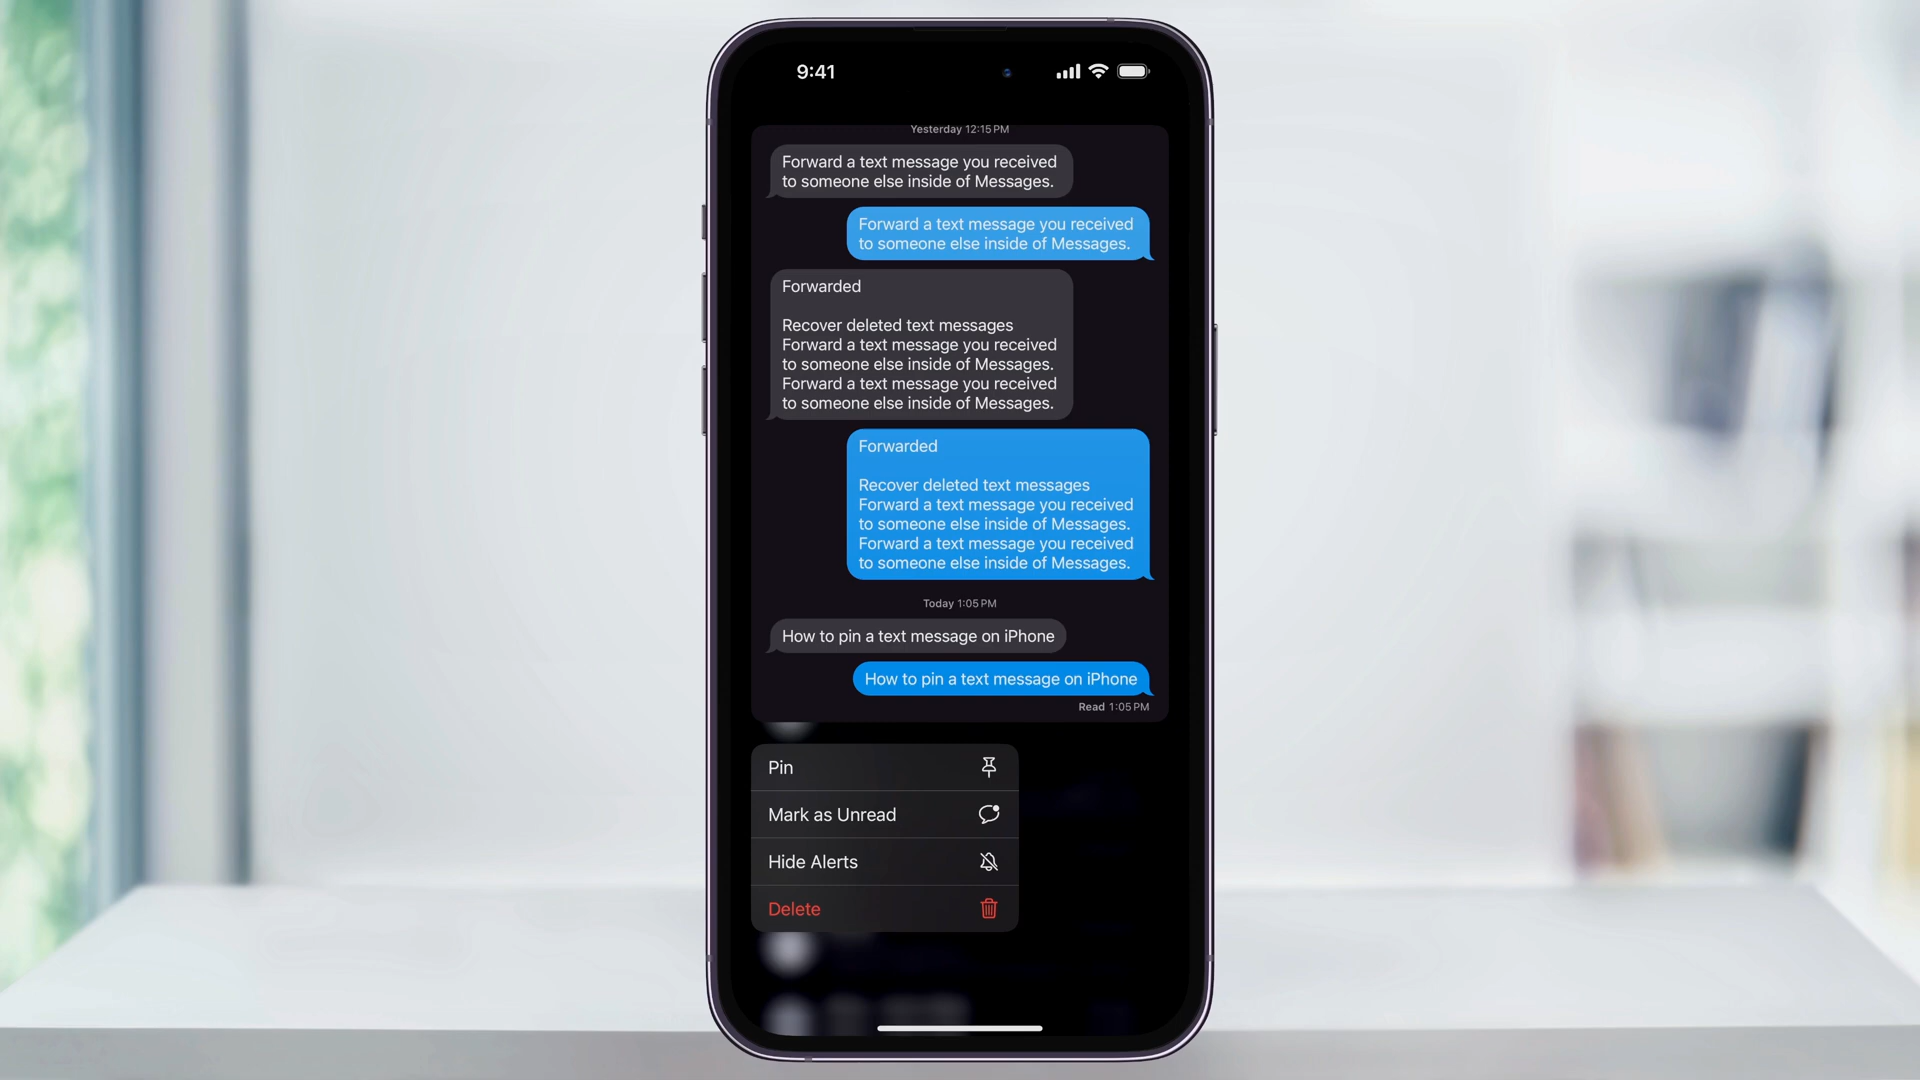 9:41
Yesterday 12:15 PM
Forward a text message you received
to someone else inside of Messages.
Forward a text message you received
to someone else inside of Messages.
Forwarded
Recover deleted text messages
Forward a text message you received
to someone else inside of Messages.
Forward a text message you received
to someone else inside of Messages.
Forwarded
Recover deleted text messages
Forward a text message you received
to someone else inside of Messages.
Forward a text message you received
to someone else inside of Messages.
Today 1:05 PM
How to pin a text message on iPhone
How to pin a text message on iPhone
Read 1:05 PM
Pin
Mark as Unread
Hide Alerts
Delete